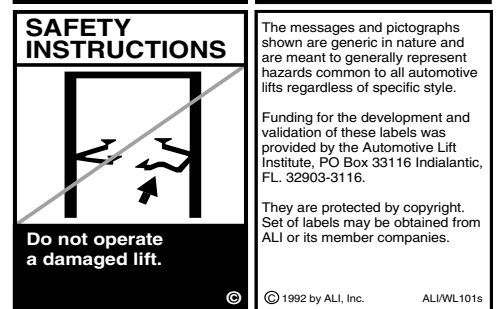 SAFETY
INSTRUCTIONS
Do not operate
a damaged lift.
©
The messages and pictographs
shown are generic in nature and
are meant to generally represent
hazards common to all automotive
lifts regardless of specific style.
Funding for the development and
validation of these labels was
provided by the Automotive Lift
Institute, PO Box 33116 Indialantic,
FL. 32903-3116.
They are protected by copyright.
Set of labels may be obtained from
ALI or its member companies.
© 1992 by ALI, Inc. ALI/WL101s